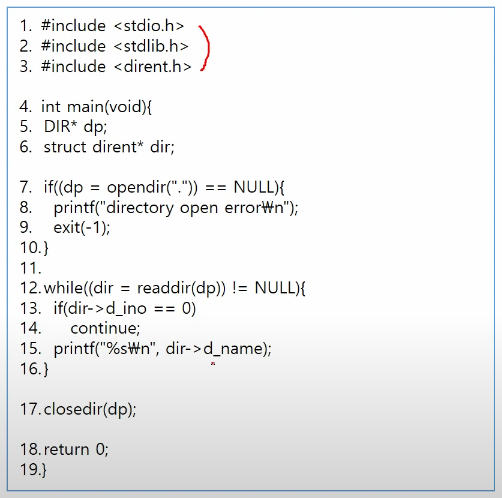 1. #include <stdio.h>
2. #include <stdlib.h>
3. #include <dirent.h>
4. int main(void){
5. DIR* dp;
6. struct dirent* dir;
7. if((dp = opendir(".")) == NULL){
8. printf("directory open error₩n");
9. exit(-1);
10.}
11.
12.while((dir = readdir(dp)) != NULL){
13. if(dir->d_ino == 0)
14. continue;
15. printf("%s₩n", dir->d_name);
16.}
17.closedir(dp);
18.return 0;
19.}